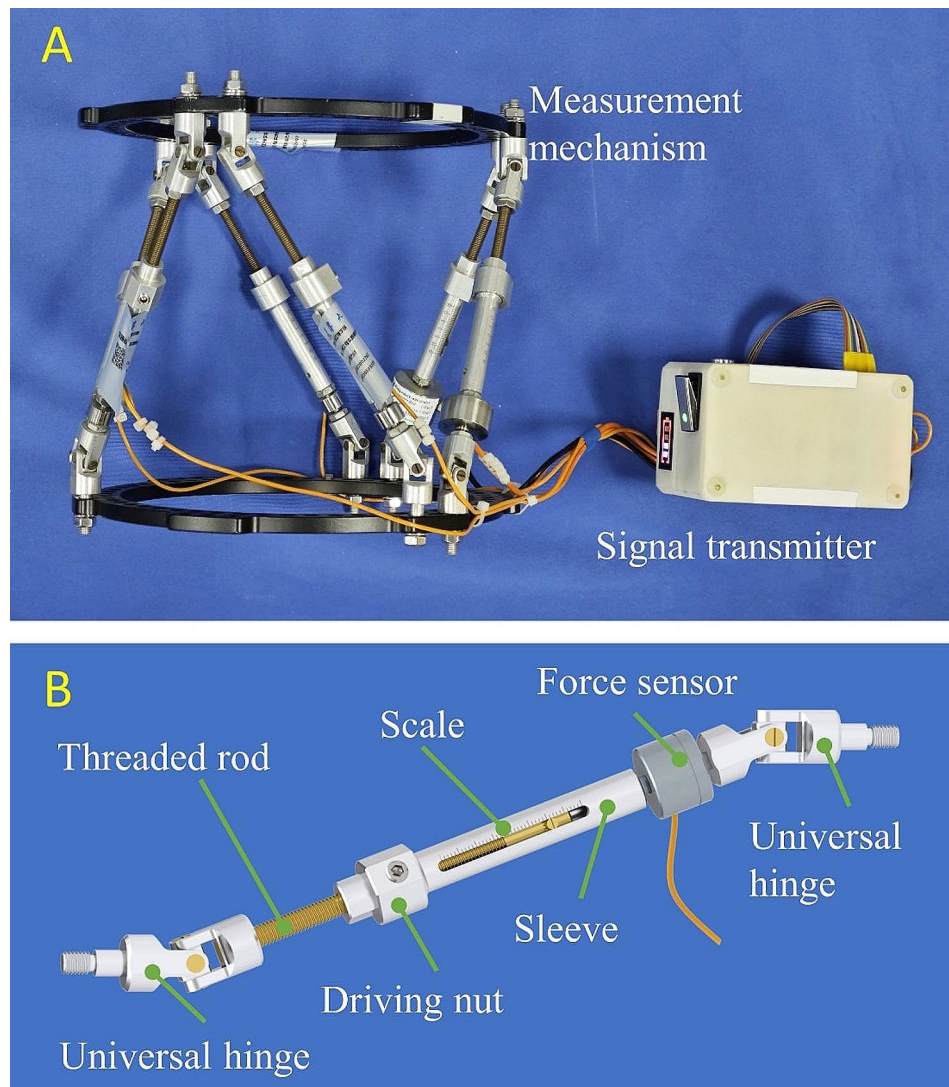 A
Measurement
mechanism
Signal transmitter
B
Force sensor
Scale
Threaded rod
Universal
hinge
Sleeve
Driving nut
Universal hinge